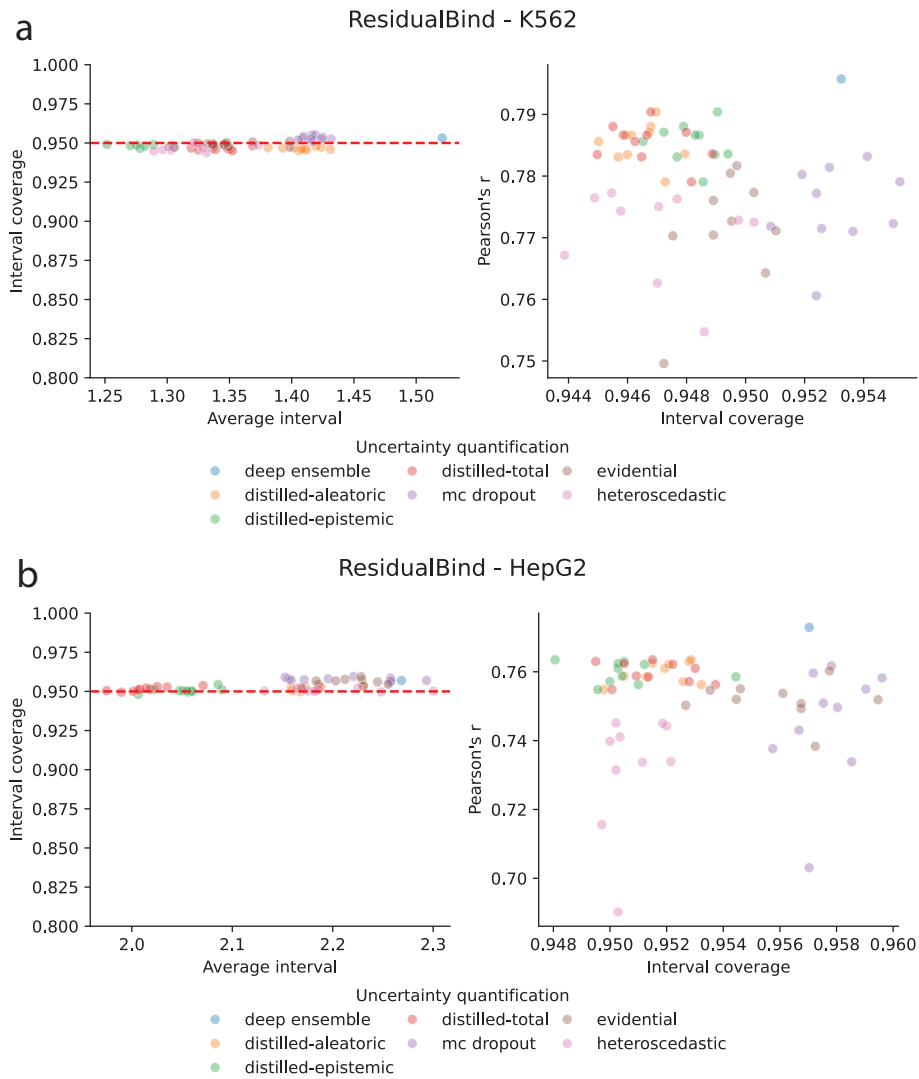 a
ResidualBind - K562
1.000
0.975
0.950
0.925
0.900
0.875
0.850
0.825
0.800
Interval coverage
1.25 1.30 1.35 1.40 1.45 1.50
Average interval
0.79
0.78
0.77
0.76
0.75
Pearson's r
0.944 0.946 0.948 0.950 0.952 0.954
Interval coverage
Uncertainty quantification
deep ensemble distilled-total evidential
distilled-aleatoric mc dropout heteroscedastic
distilled-epistemic
b
ResidualBind - HepG2
1.000
0.975
0.950
0.925
0.900
0.875
0.850
0.825
0.800
Interval coverage
2.0 2.1 2.2 2.3
Average interval
0.76
0.74
0.72
0.70
Pearson's r
0.948 0.950 0.952 0.954 0.956 0.958 0.960
Interval coverage
Uncertainty quantification
deep ensemble distilled-total evidential
distilled-aleatoric mc dropout heteroscedastic
distilled-epistemic